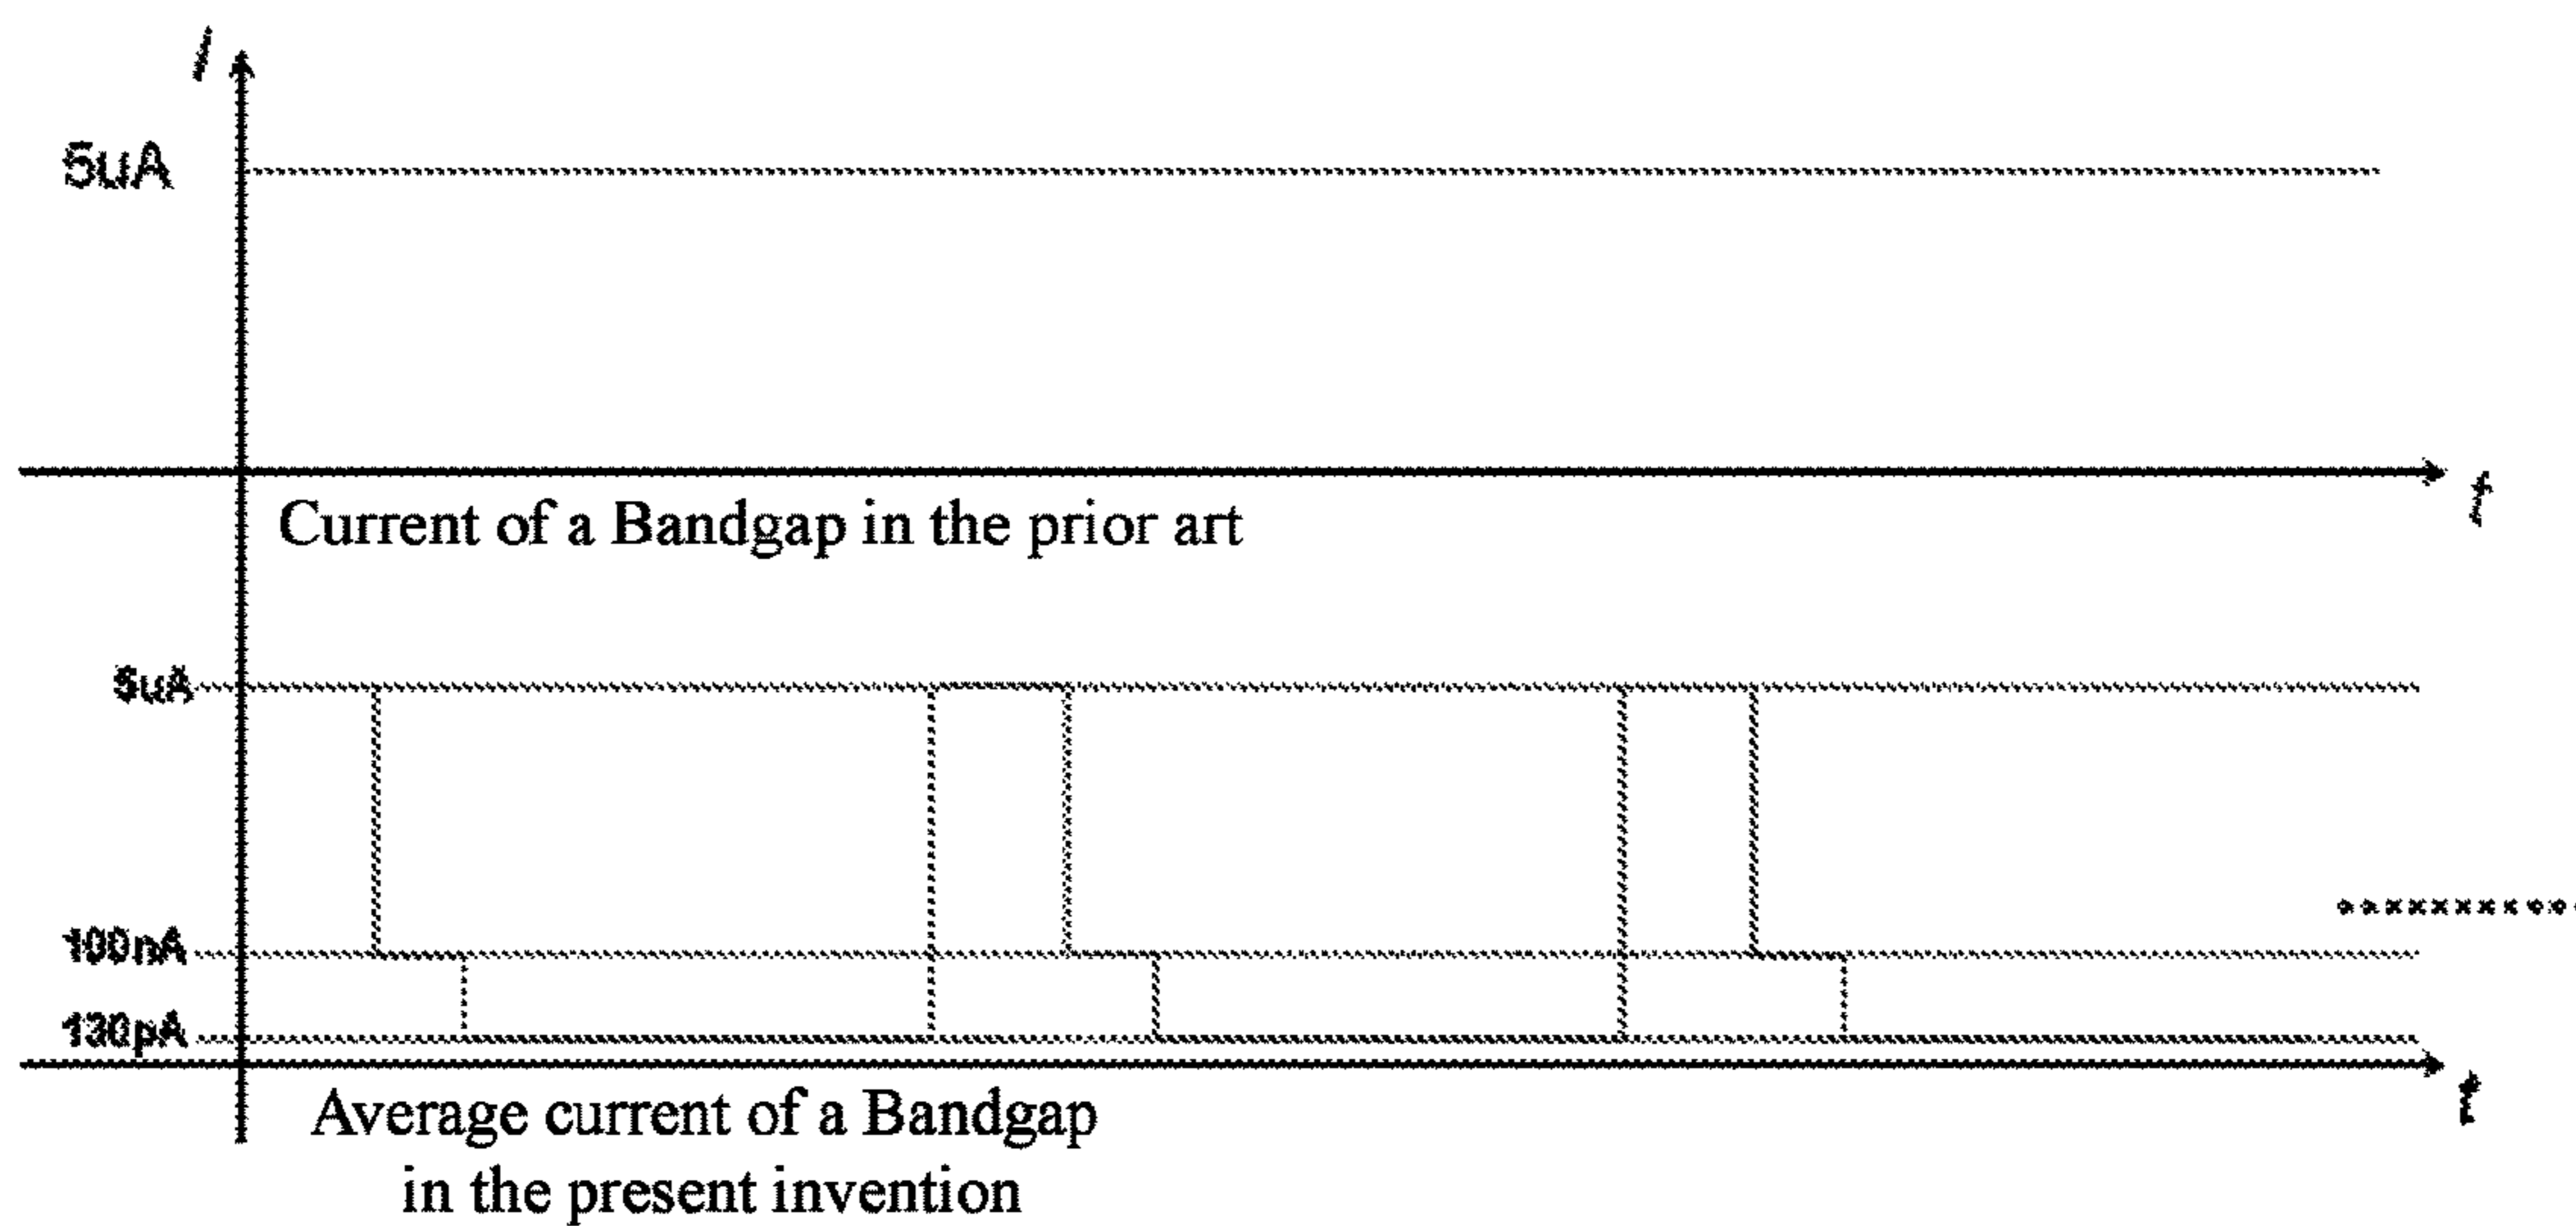 I
5uA
t
Current of a Bandgap in the prior art
5uA
100nA
130pA
t
Average current of a Bandgap
in the present invention